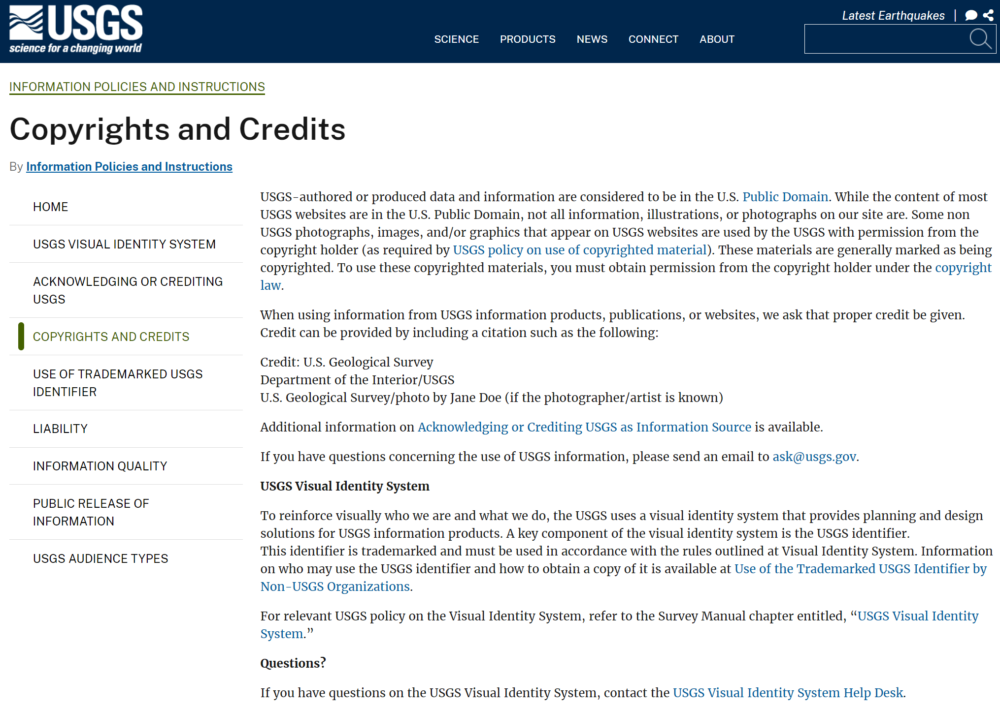 USGS
science for a changing world
Latest Earthquakes |
SCIENCE PRODUCTS NEWS CONNECT ABOUT
INFORMATION POLICIES AND INSTRUCTIONS
Copyrights and Credits
By Information Policies and Instructions
HOME
USGS VISUAL IDENTITY SYSTEM
ACKNOWLEDGING OR CREDITING
USGS
COPYRIGHTS AND CREDITS
USE OF TRADEMARKED USGS
IDENTIFIER
LIABILITY
INFORMATION QUALITY
PUBLIC RELEASE OF
INFORMATION
USGS AUDIENCE TYPES
USGS-authored or produced data and information are considered to be in the U.S. Public Domain. While the content of most
USGS websites are in the U.S. Public Domain, not all information, illustrations, or photographs on our site are. Some non
USGS photographs, images, and/or graphics that appear on USGS websites are used by the USGS with permission from the
copyright holder (as required by USGS policy on use of copyrighted material). These materials are generally marked as being
copyrighted. To use these copyrighted materials, you must obtain permission from the copyright holder under the copyright
law.
When using information from USGS information products, publications, or websites, we ask that proper credit be given.
Credit can be provided by including a citation such as the following:
Credit: U.S. Geological Survey
Department of the Interior/USGS
U.S. Geological Survey/photo by Jane Doe (if the photographer/artist is known)
Additional information on Acknowledging or Crediting USGS as Information Source is available.
If you have questions concerning the use of USGS information, please send an email to ask@usgs.gov.
USGS Visual Identity System
To reinforce visually who we are and what we do, the USGS uses a visual identity system that provides planning and design
solutions for USGS information products. A key component of the visual identity system is the USGS identifier.
This identifier is trademarked and must be used in accordance with the rules outlined at Visual Identity System. Information
on who may use the USGS identifier and how to obtain a copy of it is available at Use of the Trademarked USGS Identifier by
Non-USGS Organizations.
For relevant USGS policy on the Visual Identity System, refer to the Survey Manual chapter entitled, “USGS Visual Identity
System.”
Questions?
If you have questions on the USGS Visual Identity System, contact the USGS Visual Identity System Help Desk.